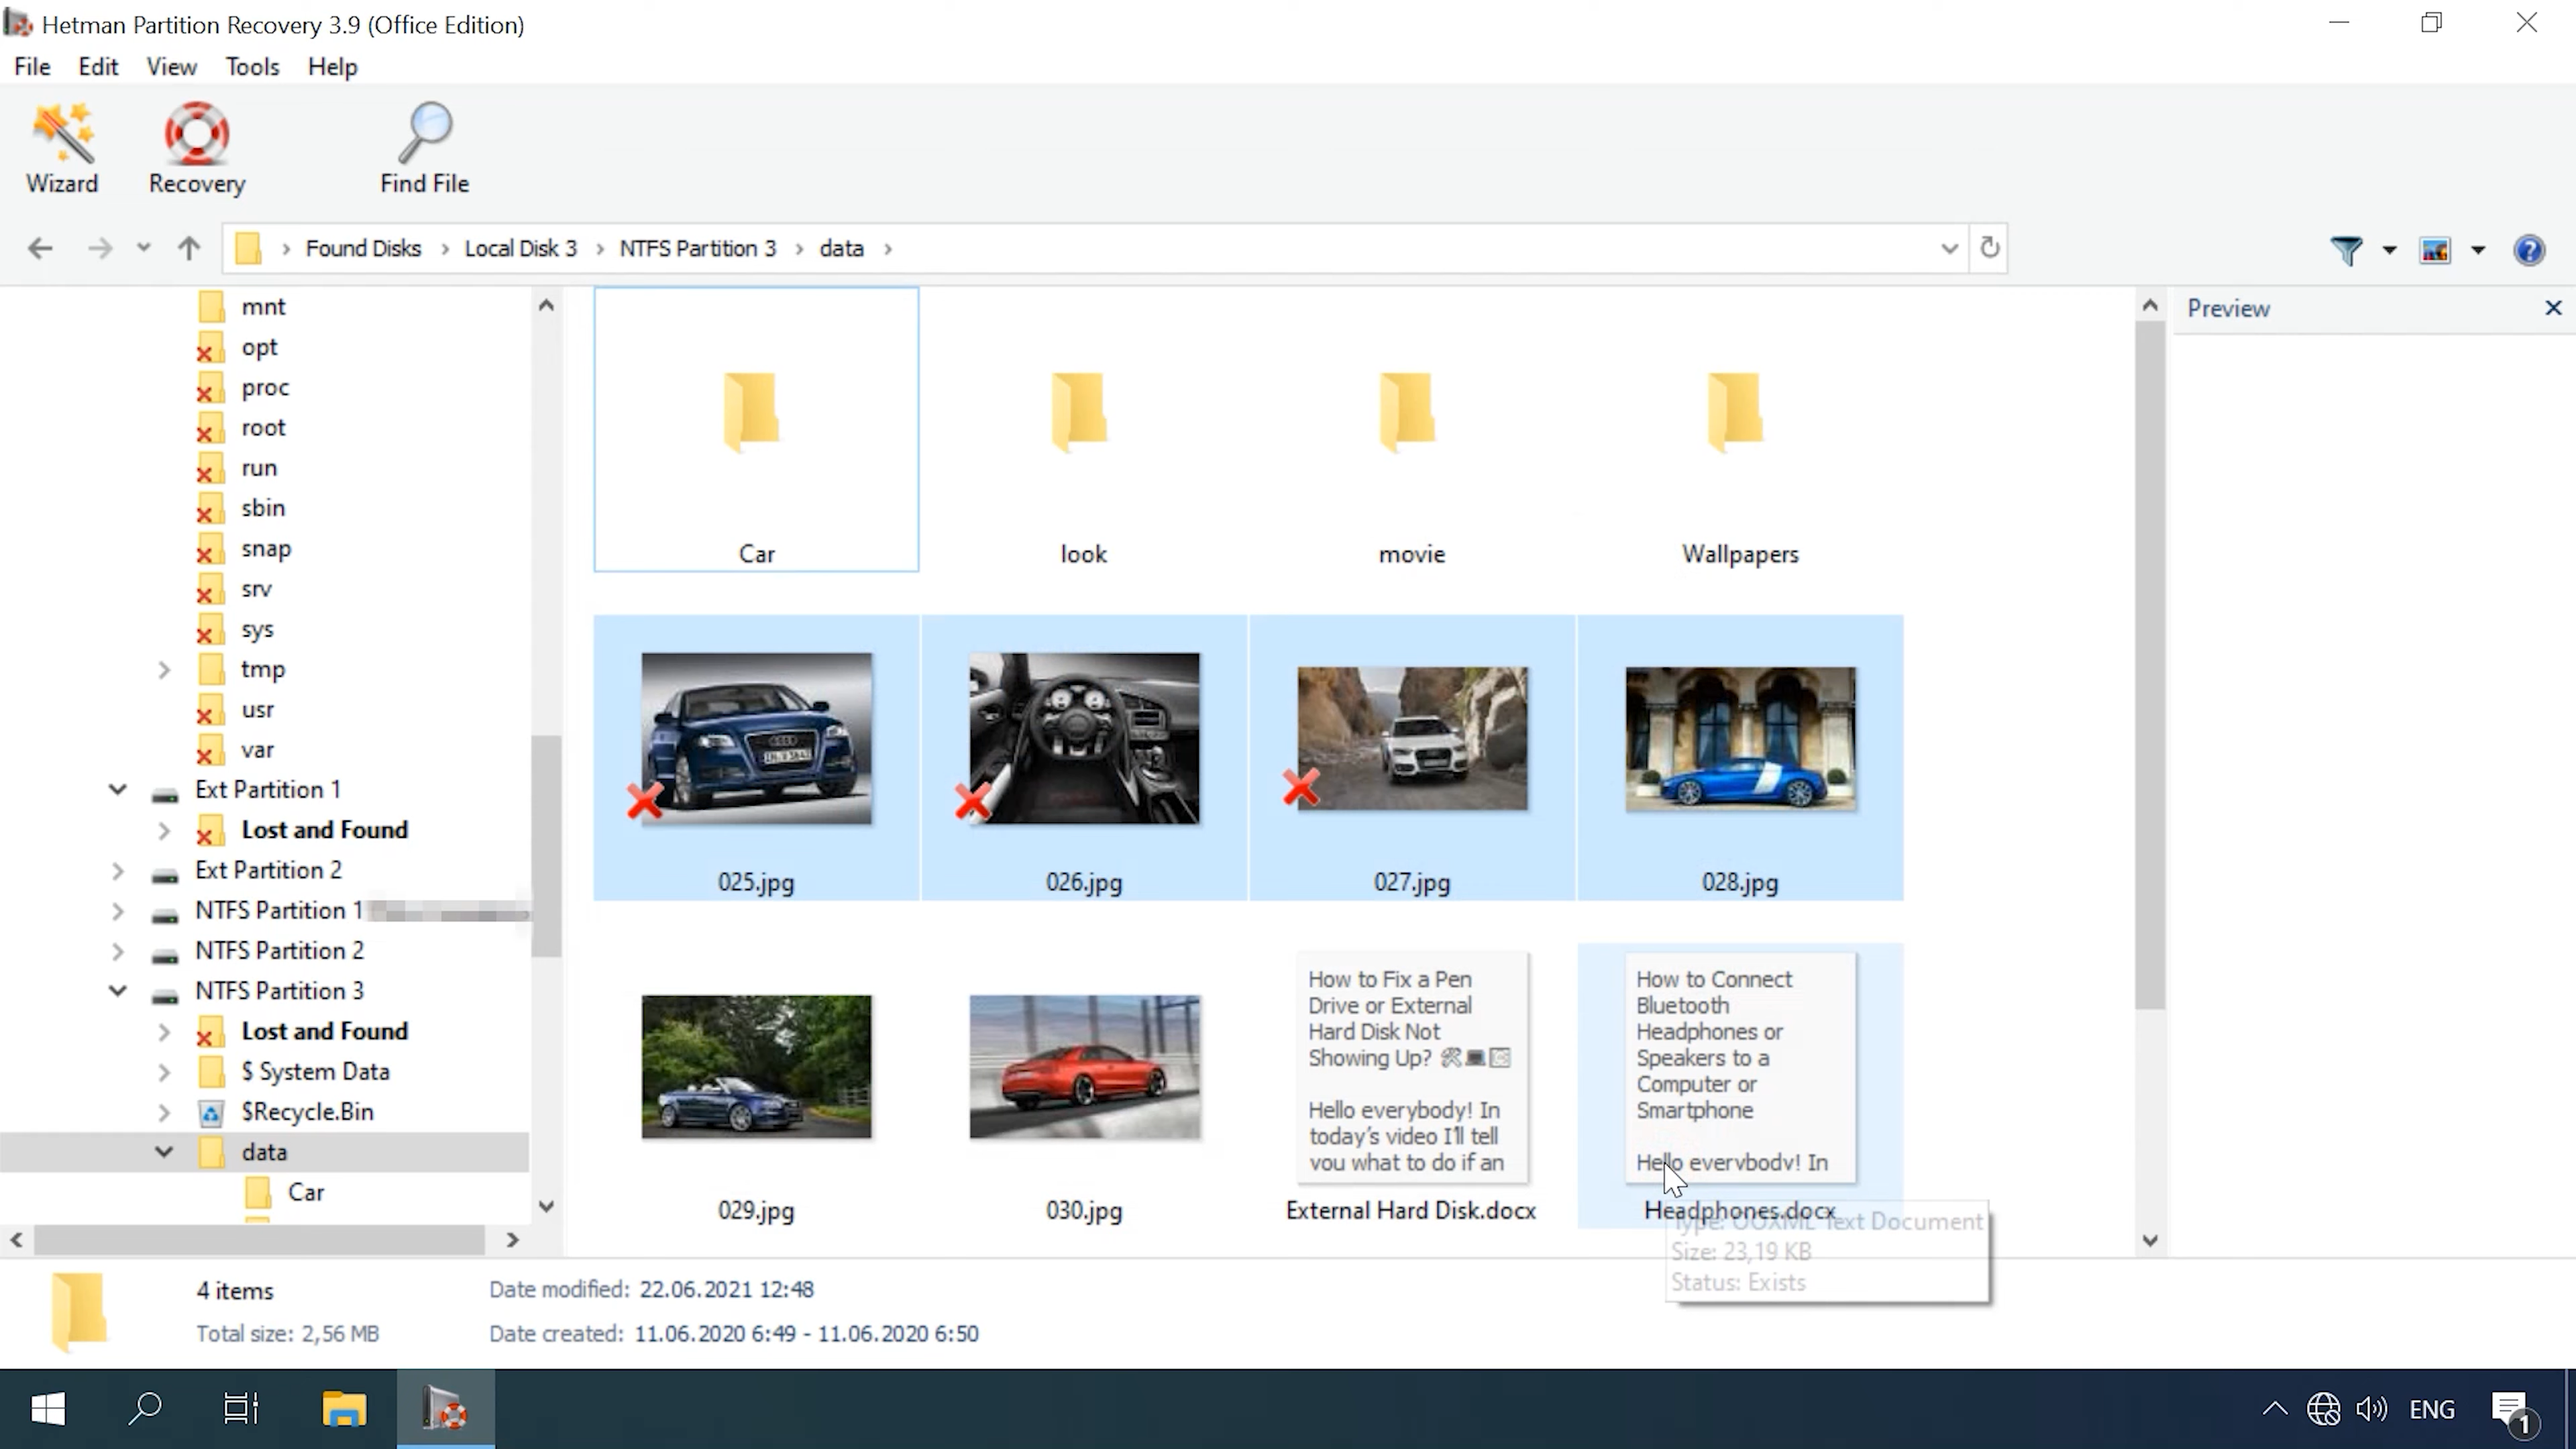 Hetman Partition Recovery 3.9 (Office Edition)
File Edit View Tools Help
Wizard Recovery Find File
Found Disks Local Disk 3 NTFS Partition 3 data
mnt
opt
proc
root
run
sbin
snap
srv
sys
tmp
usr
var
Ext Partition 1
Lost and Found
Ext Partition 2
NTFS Partition 1
NTFS Partition 2
NTFS Partition 3
Lost and Found
$ System Data
$Recycle.Bin
data
Car
Car look movie Wallpapers
025.jpg 026.jpg 027.jpg 028.jpg
How to Fix a Pen
Drive or External
Hard Disk Not
Showing Up?
Hello everybody! In
today's video I'll tell
you what to do if an
How to Connect
Bluetooth
Headphones or
Speakers to a
Computer or
Smartphone
Hello everybody! In
029.jpg 030.jpg External Hard Disk.docx Headphones.docx
Type: OOXML Text Document
Size: 23,19 KB
Status: Exists
Preview
4 items
Total size: 2,56 MB
Date modified: 22.06.2021 12:48
Date created: 11.06.2020 6:49 - 11.06.2020 6:50
ENG
1